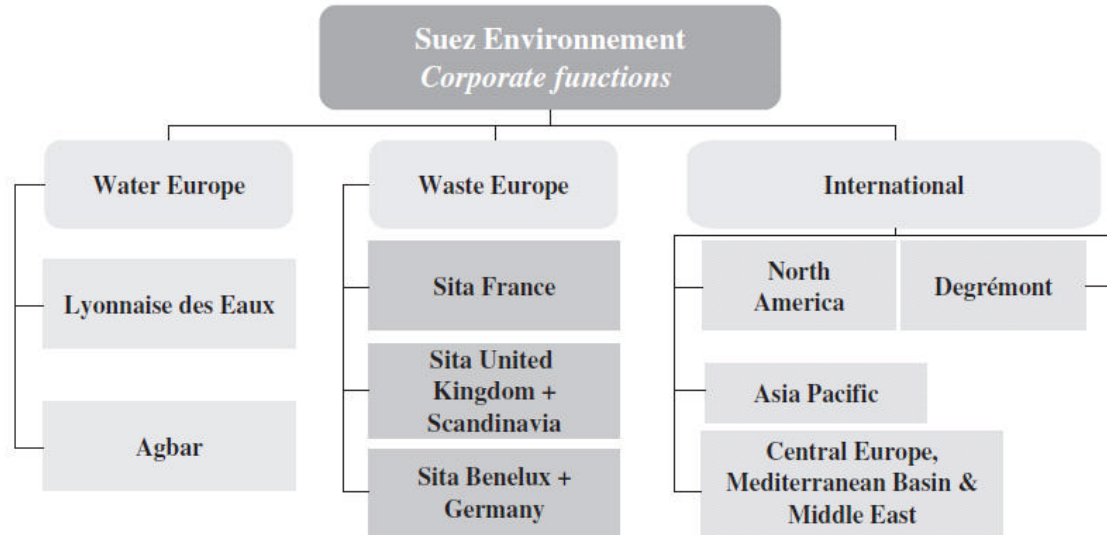 Suez Environnement
Corporate functions
Water Europe
Waste Europe
International
Lyonnaise des Eaux
Agbar
Sita France
Sita United
Kingdom +
Scandinavia
Sita Benelux +
Germany
North
America
Degrémont
Asia Pacific
Central Europe,
Mediterranean Basin &
Middle East